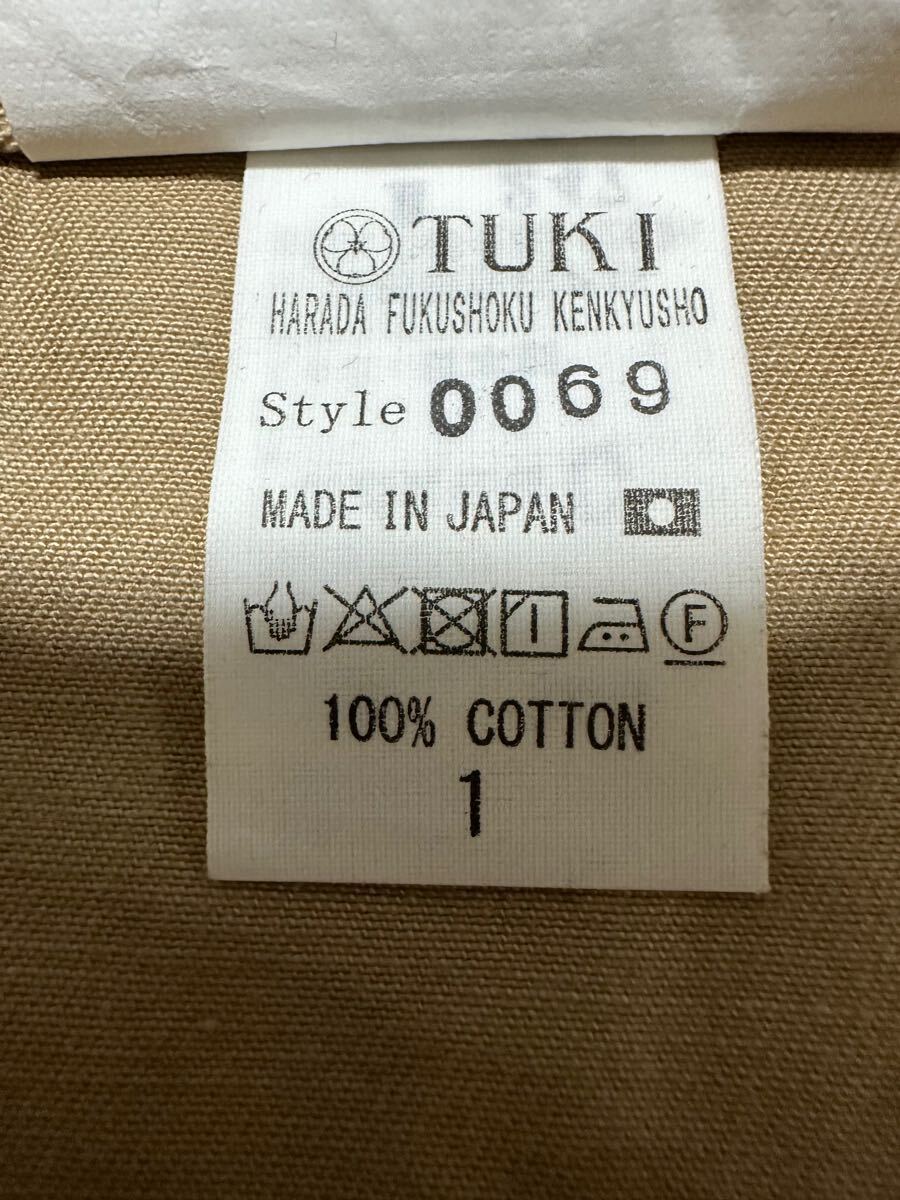 TUKI
HARADA FUKUSHOKU KENKYUSHO
Style 0069
MADE IN JAPAN
F
100% COTTON
1